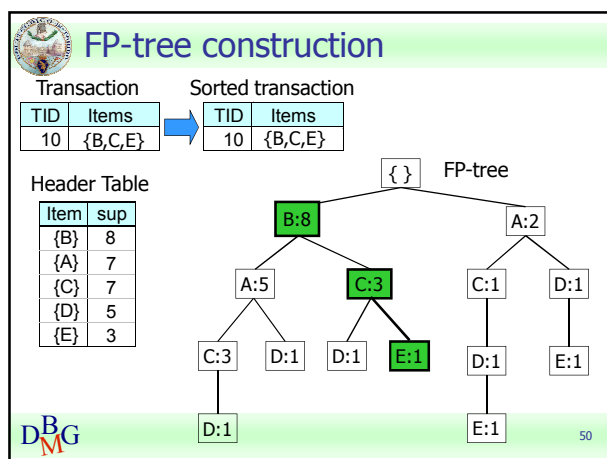 FP-tree construction
Transaction
Sorted transaction
TID Items
10 {B,C,E}
TID Items
10 {B,C,E}
Header Table
Item sup
{B} 8
{A} 7
{C} 7
{D} 5
{E} 3
FP-tree
{ }
B:8
A:2
A:5
C:3
C:1
D:1
C:3
D:1
D:1
E:1
D:1
E:1
D:1
E:1
DBMG
50